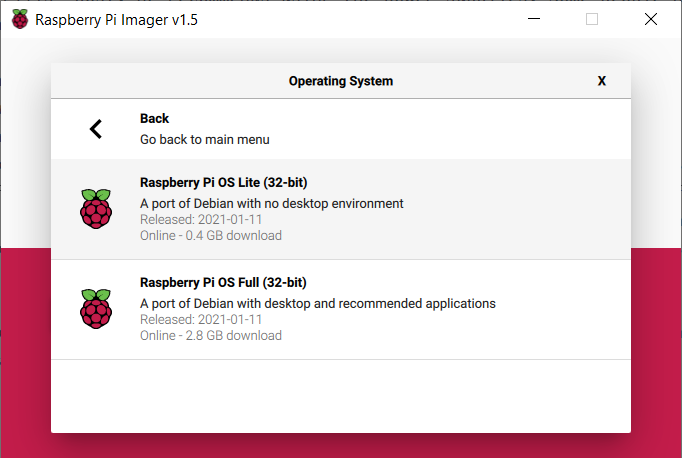 Raspberry Pi Imager v1.5
Operating System X
Back
Go back to main menu
Raspberry Pi OS Lite (32-bit)
A port of Debian with no desktop environment
Released: 2021-01-11
Online - 0.4 GB download
Raspberry Pi OS Full (32-bit)
A port of Debian with desktop and recommended applications
Released: 2021-01-11
Online - 2.8 GB download